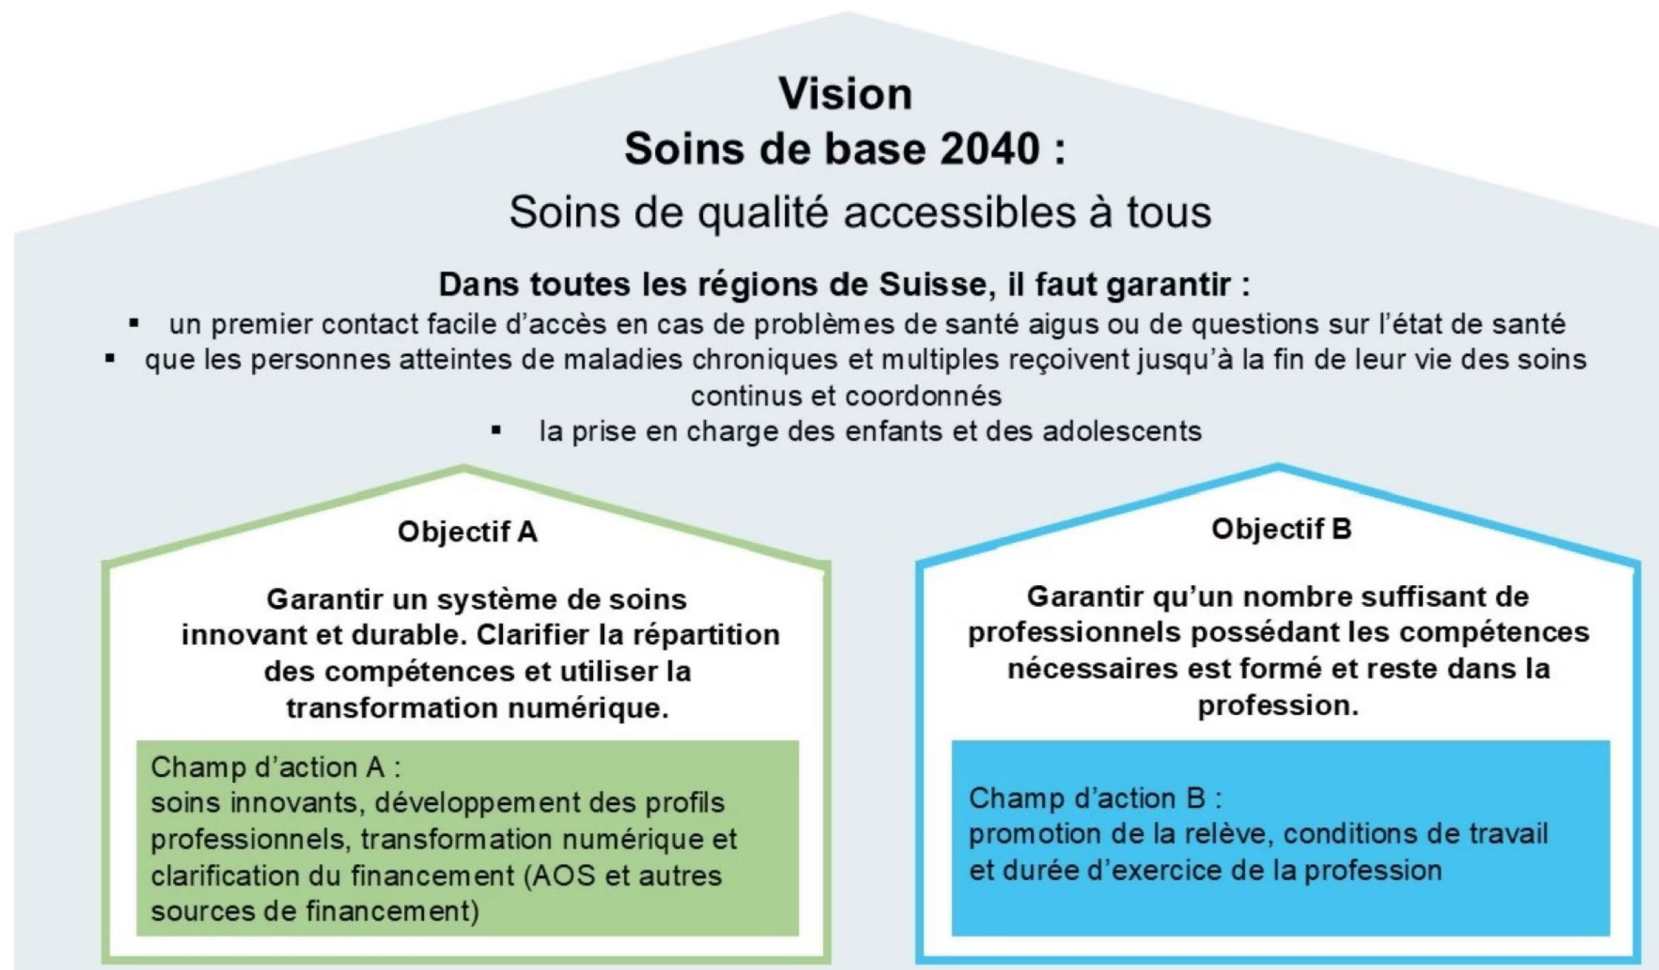 Vision
Soins de base 2040 :
Soins de qualité accessibles à tous
Dans toutes les régions de Suisse, il faut garantir :
▪ un premier contact facile d’accès en cas de problèmes de santé aigus ou de questions sur l’état de santé
▪ que les personnes atteintes de maladies chroniques et multiples reçoivent jusqu’à la fin de leur vie des soins
continus et coordonnés
▪ la prise en charge des enfants et des adolescents
Objectif A
Garantir un système de soins
innovant et durable. Clarifier la répartition
des compétences et utiliser la
transformation numérique.
Champ d’action A :
soins innovants, développement des profils
professionnels, transformation numérique et
clarification du financement (AOS et autres
sources de financement)
Objectif B
Garantir qu’un nombre suffisant de
professionnels possédant les compétences
nécessaires est formé et reste dans la
profession.
Champ d’action B :
promotion de la relève, conditions de travail
et durée d’exercice de la profession